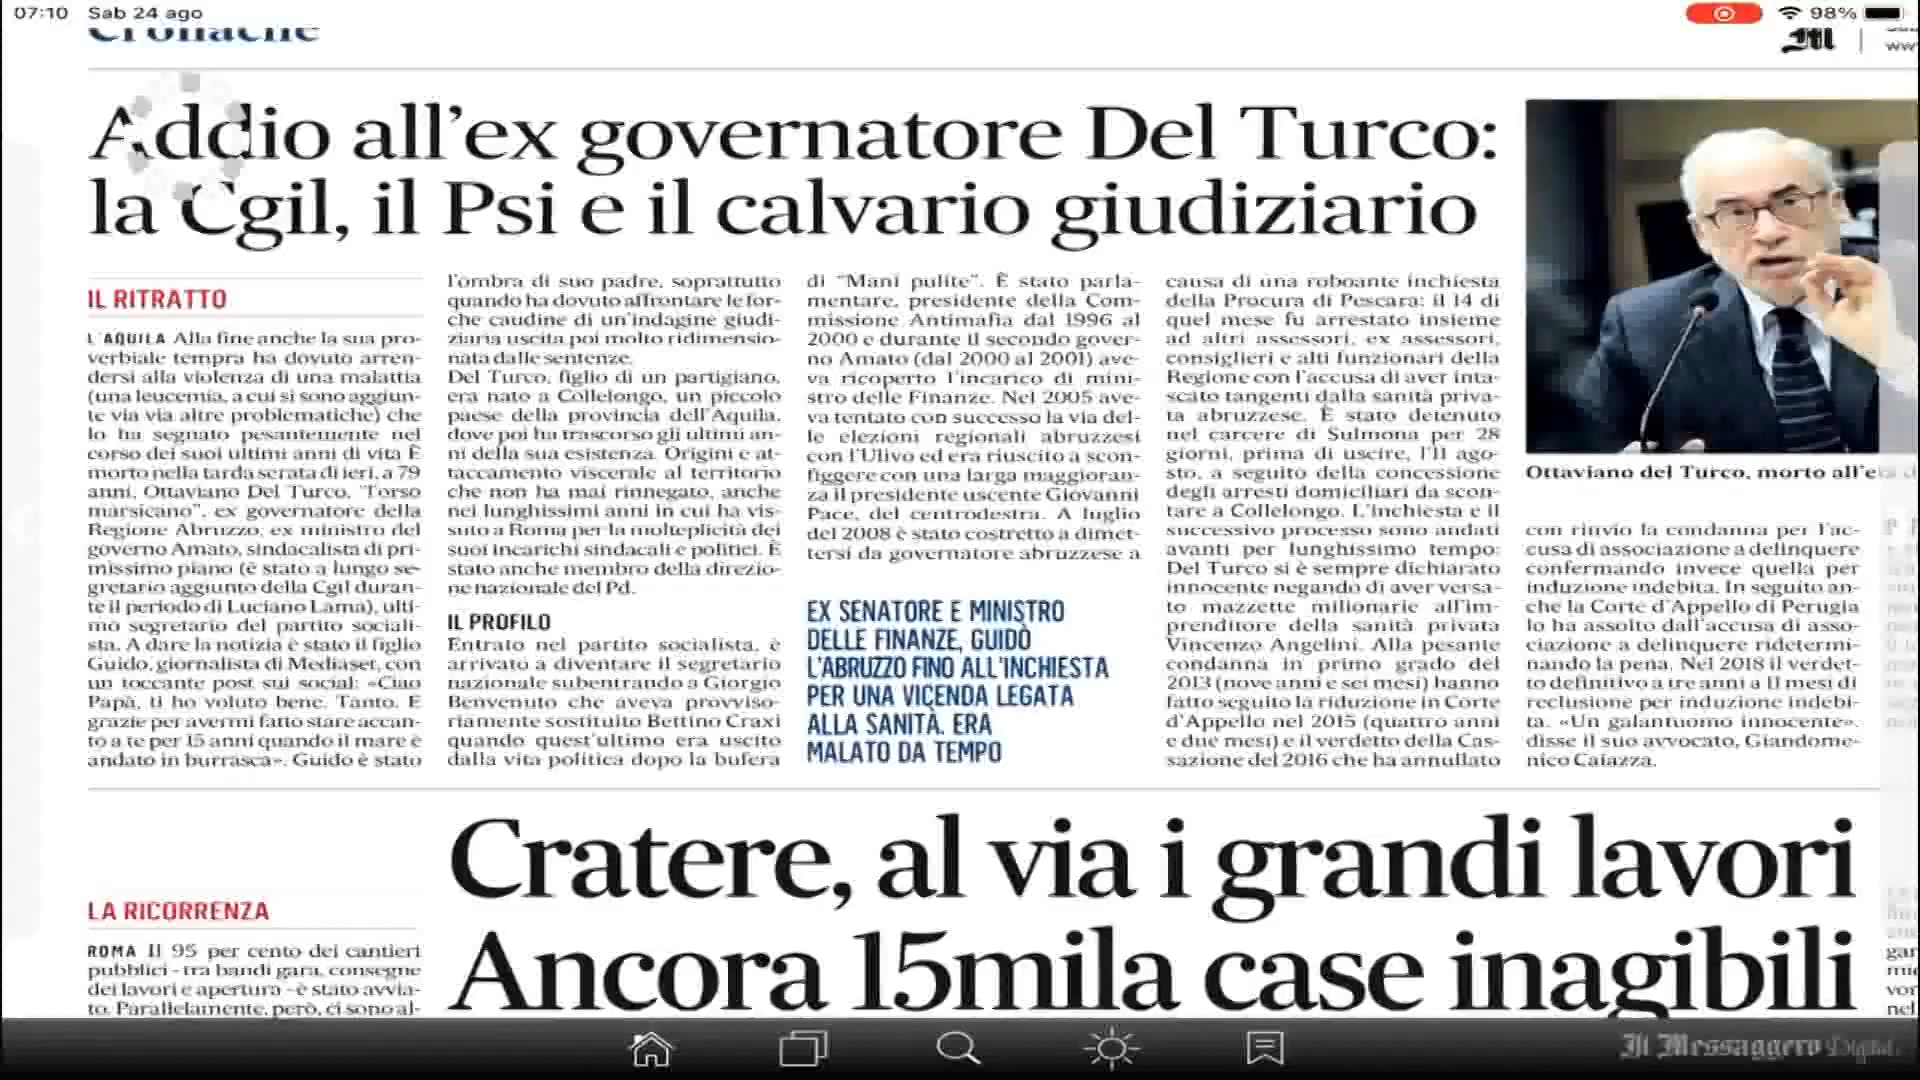 07:10 Sab 24 ago
98%
Cronache
Addio all'ex governatore Del Turco:
la Cgil, il Psi e il calvario giudiziario
IL RITRATTO
L'AQUILA Alla fine anche la sua pro-
verbiale tempra ha dovuto arren-
dersi alla violenza di una malattia
(una leucemia, a cui si sono aggiun-
te via via altre problematiche) che
lo ha segnato pesantemente nel
corso dei suoi ultimi anni di vita È
morto nella tarda serata di ieri, a 79
anni, Ottaviano Del Turco, "Torso
marsicano", ex governatore della
Regione Abruzzo, ex ministro del
governo Amato, sindacalista di pri-
missimo piano (è stato a lungo se-
gretario aggiunto della Cgil duran-
te il periodo di Luciano Lama), ulti-
mo segretario del partito sociali-
sta. A dare la notizia è stato il figlio
Guido, giornalista di Mediaset, con
un toccante post sui social: «Ciao
Papà, ti ho voluto bene. Tanto. E
grazie per avermi fatto stare accan-
to a te per 15 anni quando il mare è
andato in burrasca». Guido è stato
l'ombra di suo padre, soprattutto
quando ha dovuto affrontare le for-
che caudine di un'indagine giudi-
ziaria uscita poi molto ridimensio-
nata dalle sentenze.
Del Turco, figlio di un partigiano,
era nato a Collelongo, un piccolo
paese della provincia dell'Aquila,
dove poi ha trascorso gli ultimi an-
ni della sua esistenza. Origini e at-
taccamento viscerale al territorio
che non ha mai rinnegato, anche
nei lunghissimi anni in cui ha vis-
suto a Roma per la molteplicità dei
suoi incarichi sindacali e politici. È
stato anche membro della direzio-
ne nazionale del Pd.
IL PROFILO
Entrato nel partito socialista, è
arrivato a diventare il segretario
nazionale subentrando a Giorgio
Benvenuto che aveva provviso-
riamente sostituito Bettino Craxi
quando quest'ultimo era uscito
dalla vita politica dopo la bufera
di "Mani pulite". È stato parla-
mentare, presidente della Com-
missione Antimafia dal 1996 al
2000 e durante il secondo gover-
no Amato (dal 2000 al 2001) ave-
va ricoperto l'incarico di mini-
stro delle Finanze. Nel 2005 ave-
va tentato con successo la via del-
le elezioni regionali abruzzesi
con l'Ulivo ed era riuscito a scon-
figgere con una larga maggioran-
za il presidente uscente Giovanni
Pace, del centrodestra. A luglio
del 2008 è stato costretto a dimet-
tersi da governatore abruzzese a
EX SENATORE E MINISTRO
DELLE FINANZE, GUIDÒ
L'ABRUZZO FINO ALL'INCHIESTA
PER UNA VICENDA LEGATA
ALLA SANITÀ. ERA
MALATO DA TEMPO
causa di una roboante inchiesta
della Procura di Pescara: il 14 di
quel mese fu arrestato insieme
ad altri assessori, ex assessori,
consiglieri e alti funzionari della
Regione con l'accusa di aver inta-
scato tangenti dalla sanità priva-
ta abruzzese. È stato detenuto
nel carcere di Sulmona per 28
giorni, prima di uscire, l'11 ago-
sto, a seguito della concessione
degli arresti domiciliari da scon-
tare a Collelongo. L'inchiesta e il
successivo processo sono andati
avanti per lunghissimo tempo:
Del Turco si è sempre dichiarato
innocente negando di aver versa-
to mazzette milionarie all'im-
prenditore della sanità privata
Vincenzo Angelini. Alla pesante
condanna in primo grado del
2013 (nove anni e sei mesi) hanno
fatto seguito la riduzione in Corte
d'Appello nel 2015 (quattro anni
e due mesi) e il verdetto della Cas-
sazione del 2016 che ha annullato
Ottaviano del Turco, morto all'e
con rinvio la condanna per l'ac-
cusa di associazione a delinquere
confermando invece quella per
induzione indebita. In seguito an-
che la Corte d'Appello di Perugia
lo ha assolto dall'accusa di asso-
ciazione a delinquere ridetermi-
nando la pena. Nel 2018 il verdet-
to definitivo a tre anni a 11 mesi di
reclusione per induzione indebi-
ta. «Un galantuomo innocente»,
disse il suo avvocato, Giandome-
nico Caiazza.
Cratere, al via i grandi lavori
Ancora 15mila case inagibili
LA RICORRENZA
ROMA Il 95 per cento dei cantieri
pubblici - tra bandi gara, consegne
dei lavori e apertura - è stato avvia-
to. Parallelamente, però, ci sono al-
Il Messaggero Digital